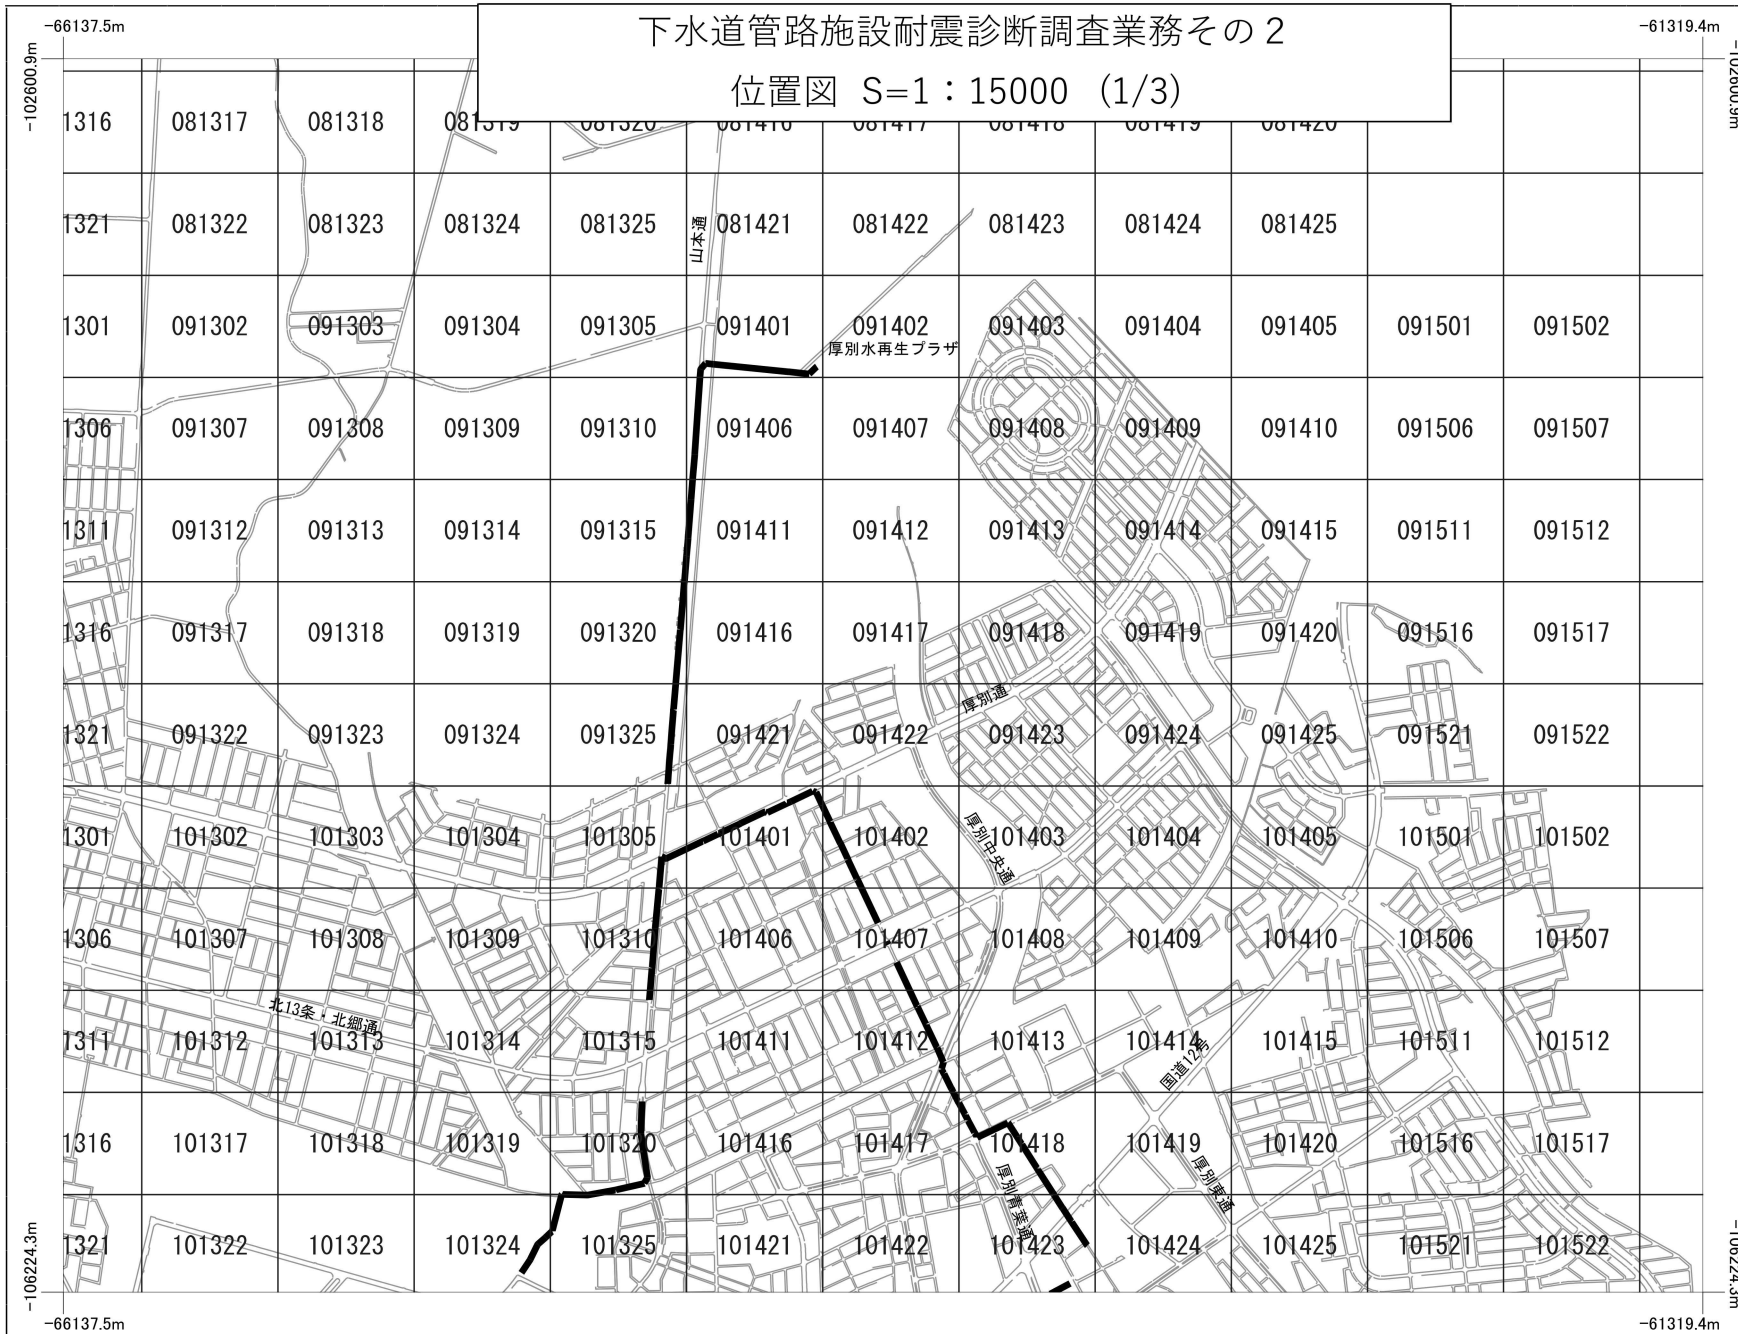 -66137.5m
下水道管路施設耐震診断調査業務その２
-61319.4m
位置図 S=1：15000 (1/3)
-102600.9m
-102600.9m
1316 081317 081318 081319 081320 081416 081417 081418 081419 081420
山本通
1321 081322 081323 081324 081325 081421 081422 081423 081424 081425
1301 091302 091303 091304 091305 091401 091402 091403 091404 091405 091501 091502
厚別水再生プラザ
1306 091307 091308 091309 091310 091406 091407 091408 091409 091410 091506 091507
1311 091312 091313 091314 091315 091411 091412 091413 091414 091415 091511 091512
1316 091317 091318 091319 091320 091416 091417 091418 091419 091420 091516 091517
厚別通
1321 091322 091323 091324 091325 091421 091422 091423 091424 091425 091521 091522
1301 101302 101303 101304 101305 101401 101402 101403 101404 101405 101501 101502
厚別中央通
1306 101307 101308 101309 101310 101406 101407 101408 101409 101410 101506 101507
北13条・北郷通
1311 101312 101313 101314 101315 101411 101412 101413 101414 101415 101511 101512
国道12号
1316 101317 101318 101319 101320 101416 101417 101418 101419 101420 101516 101517
厚別青葉通
厚別東通
1321 101322 101323 101324 101325 101421 101422 101423 101424 101425 101521 101522
-106224.3m
-106224.3m
-66137.5m
-61319.4m